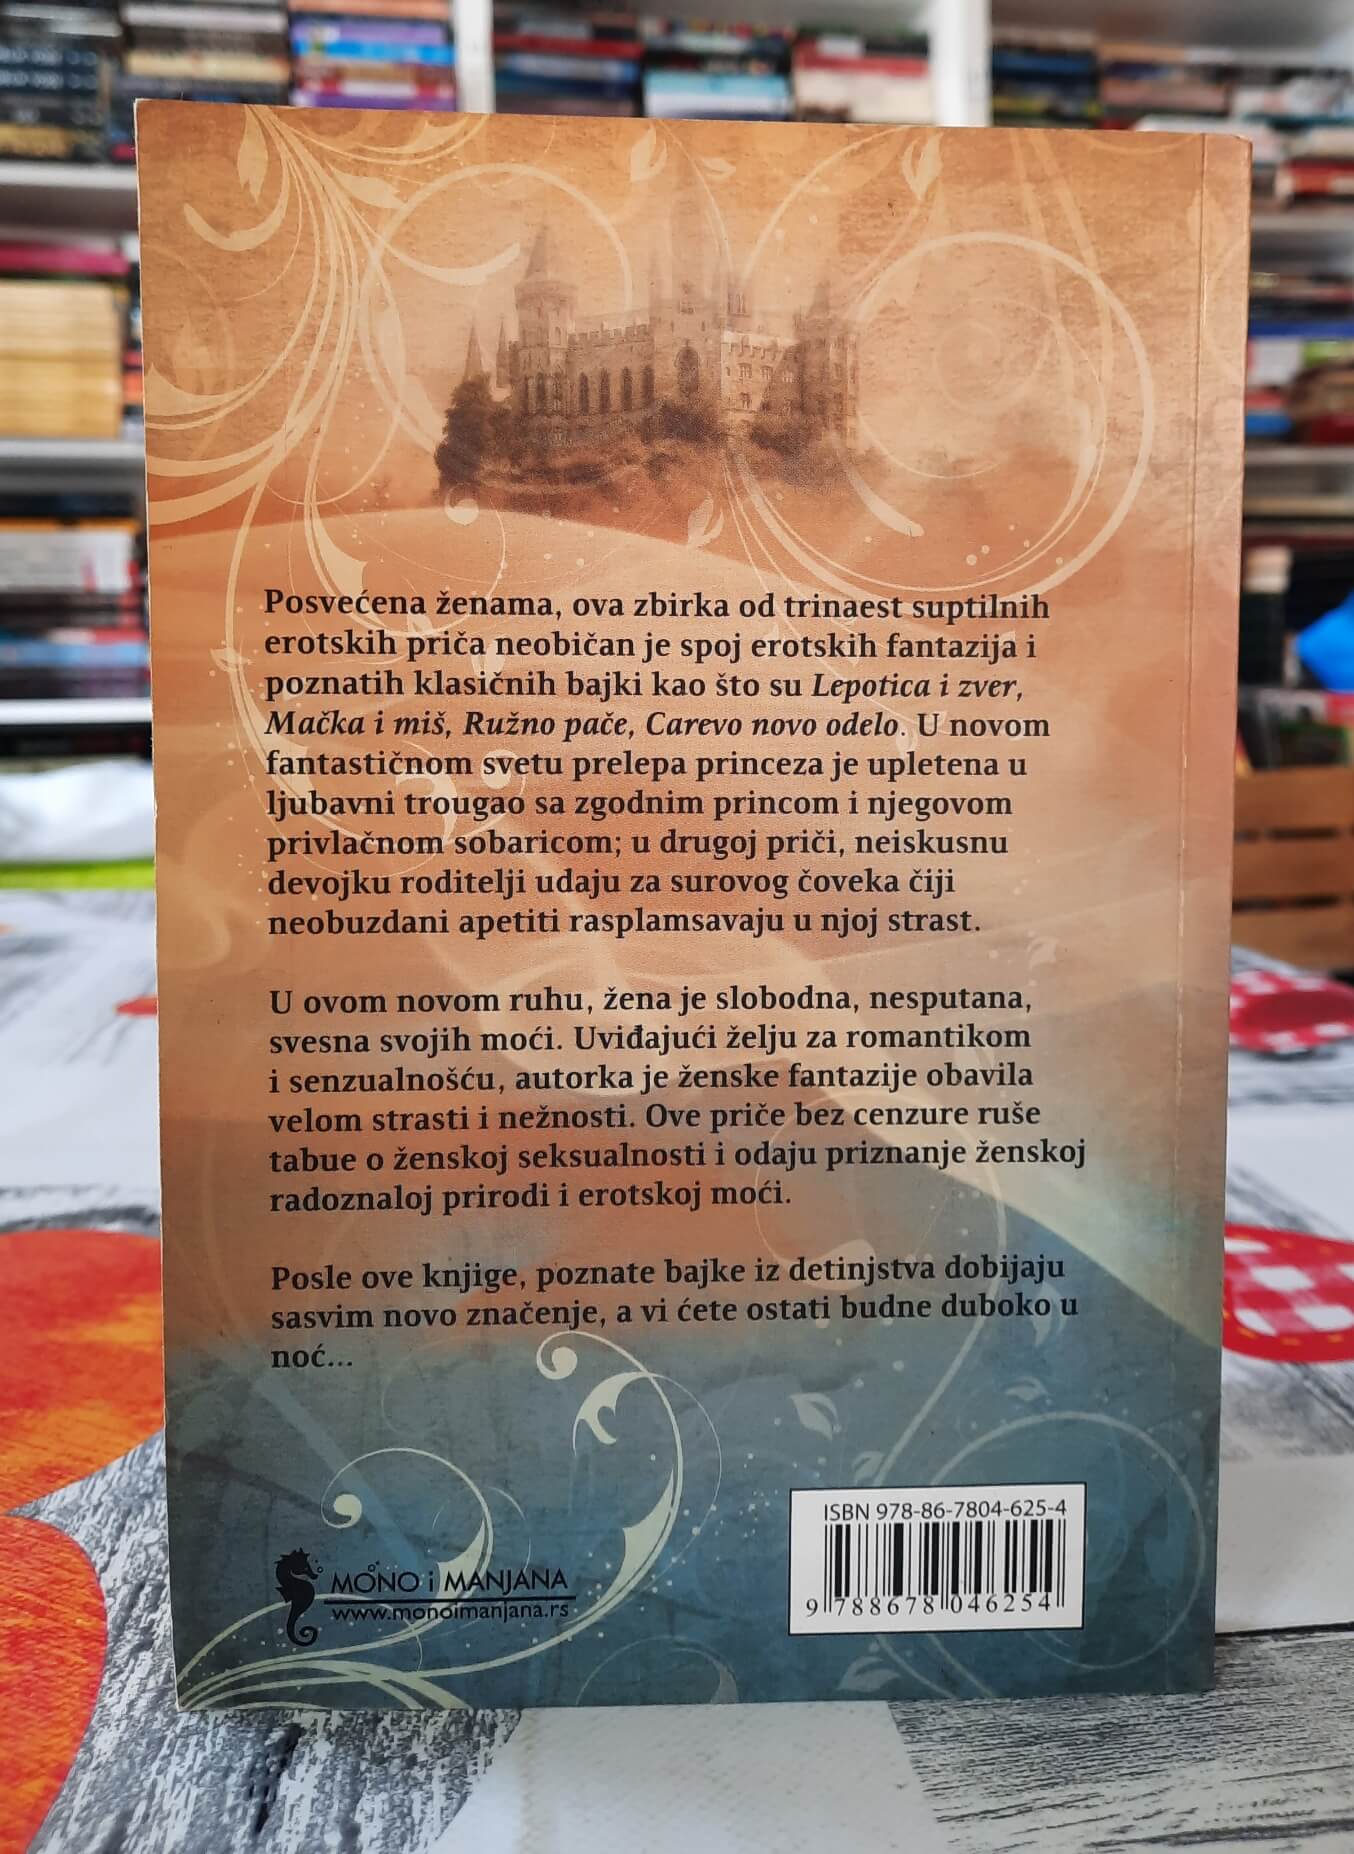 Posvećena ženama, ova zbirka od trinaest suptilnih
erotskih priča neobičan je spoj erotskih fantazija i
poznatih klasičnih bajki kao što su Lepotica i zver,
Mačka i miš, Ružno pače, Carevo novo odelo. U novom
fantastičnom svetu prelepa princeza je upletena u
ljubavni trougao sa zgodnim princom i njegovom
privlačnom sobaricom; u drugoj priči, neiskusnu
devojku roditelji udaju za surovog čoveka čiji
neobuzdani apetiti rasplamsavaju u njoj strast.
U ovom novom ruhu, žena je slobodna, nesputana,
svesna svojih moći. Uviđajući želju za romantikom
i senzualnošću, autorka je ženske fantazije obavila
velom strasti i nežnosti. Ove priče bez cenzure ruše
tabue o ženskoj seksualnosti i odaju priznanje ženskoj
radoznaloj prirodi i erotskoj moći.
Posle ove knjige, poznate bajke iz detinjstva dobijaju
sasvim novo značenje, a vi ćete ostati budne duboko u
noć...
MONO i MANJANA
www.monoimanjana.rs
ISBN 978-86-7804-625-4
9 788678 046254